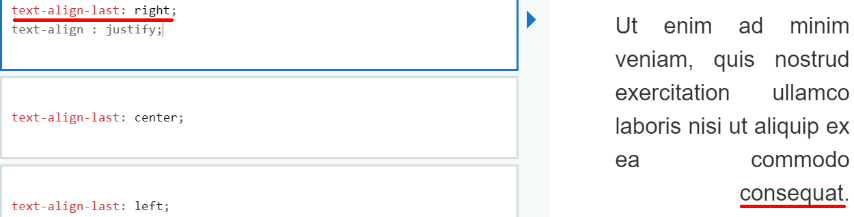 text-align-last: right;
text-align : justify;
text-align-last: center;
text-align-last: left;
Ut enim ad minim
veniam, quis nostrud
exercitation ullamco
laboris nisi ut aliquip ex
ea commodo
consequat.